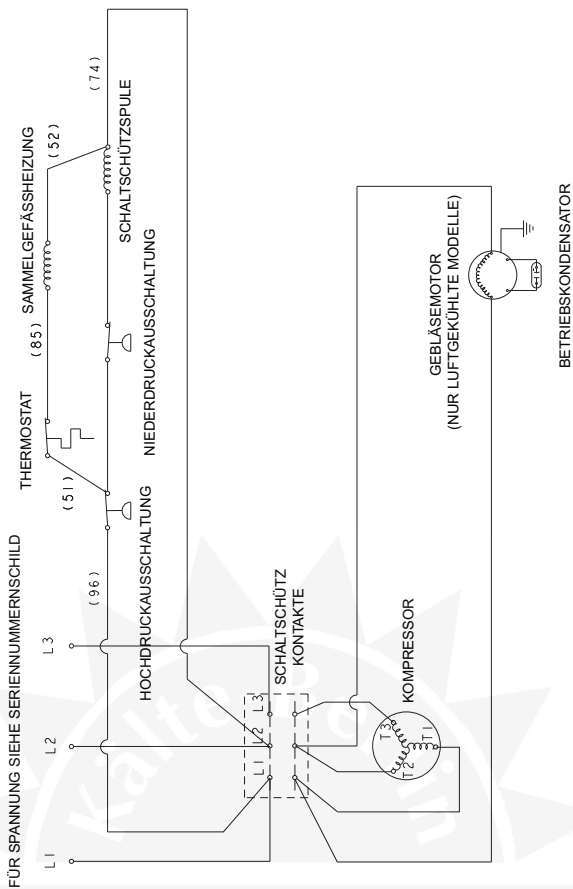 FÜR SPANNUNG SIEHE SERIENNUMMERNSCHILD
L1
L2
L3
(96)
HOCHDRUCKAUSSCHALTUNG
(51)
THERMOSTAT
(85)
SAMMELGEFÄSSHEIZUNG
(52)
(74)
NIEDERDRUCKAUSSCHALTUNG
SCHALTSCHÜTZSPULE
SCHALTSCHÜTZ
KONTAKTE
L1
L2
L3
KOMPRESSOR
T3
T2
T1
GEBLÄSEMOTOR
(NUR LUFTGEKÜHLTE MODELLE)
BETRIEBSKONDENSATOR